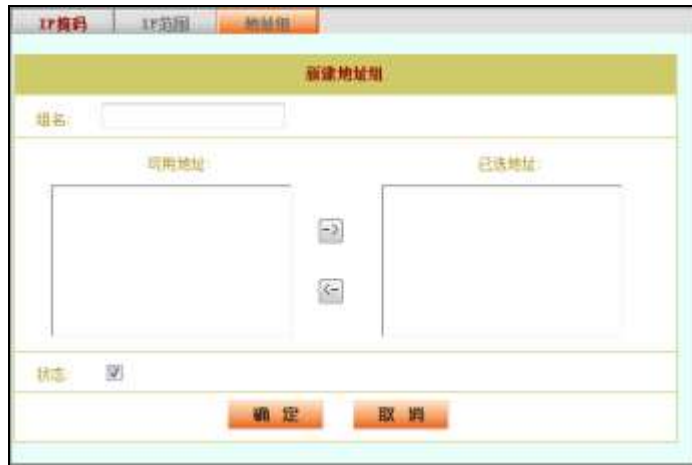 IP掩码 IP范围 地址组
新建地址组
组名:
可用地址: 已选地址:
->
<-
状态:
确 定 取 消